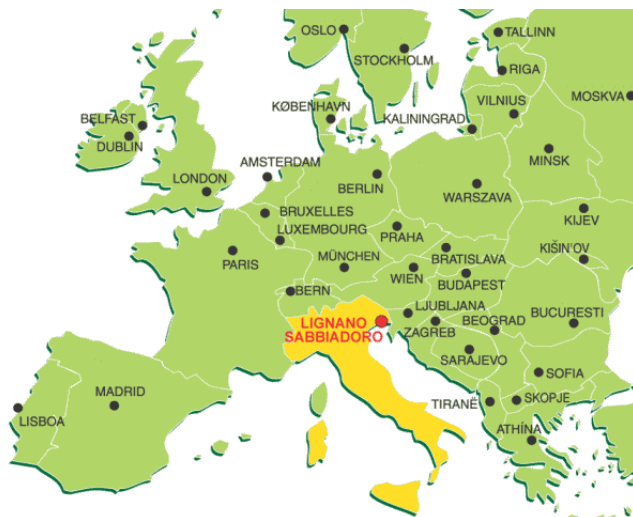 OSLO
STOCKHOLM
TALLINN
RIGA
VILNIUS
MOSKVA
KØBENHAVN
KALININGRAD
BELFAST
DUBLIN
MINSK
AMSTERDAM
LONDON
BERLIN
WARSZAVA
BRUXELLES
KIJEV
LUXEMBOURG
PRAHA
PARIS
MÜNCHEN
BRATISLAVA
KIŠIN'OV
WIEN
BUDAPEST
BERN
LJUBLJANA
LIGNANO
SABBIADORO
ZAGREB
BEOGRAD
BUCURESTI
SARAJEVO
SOFIA
MADRID
LISBOA
TIRANË
SKOPJE
ATHÍNA